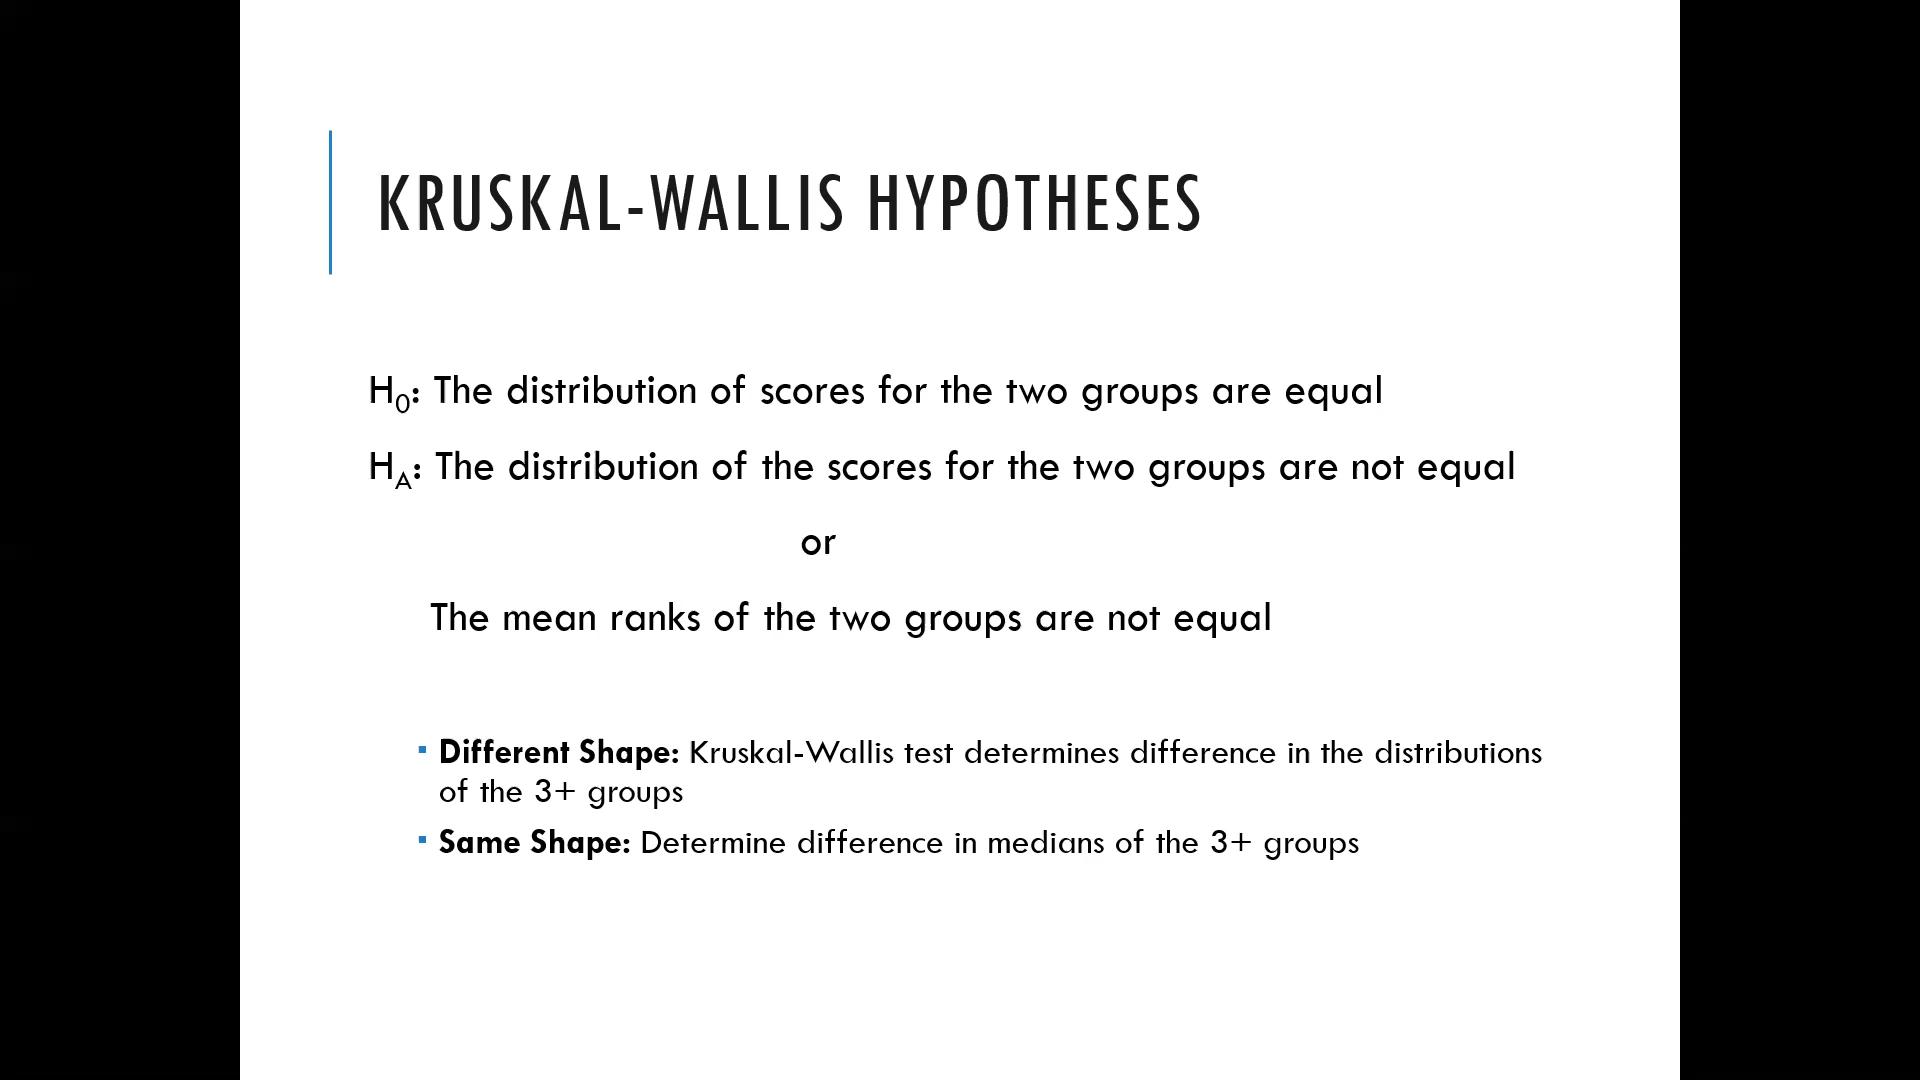 KRUSKAL-WALLIS HYPOTHESES
H0: The distribution of scores for the two groups are equal
HA: The distribution of the scores for the two groups are not equal
or
The mean ranks of the two groups are not equal
▪ Different Shape: Kruskal-Wallis test determines difference in the distributions
of the 3+ groups
▪ Same Shape: Determine difference in medians of the 3+ groups